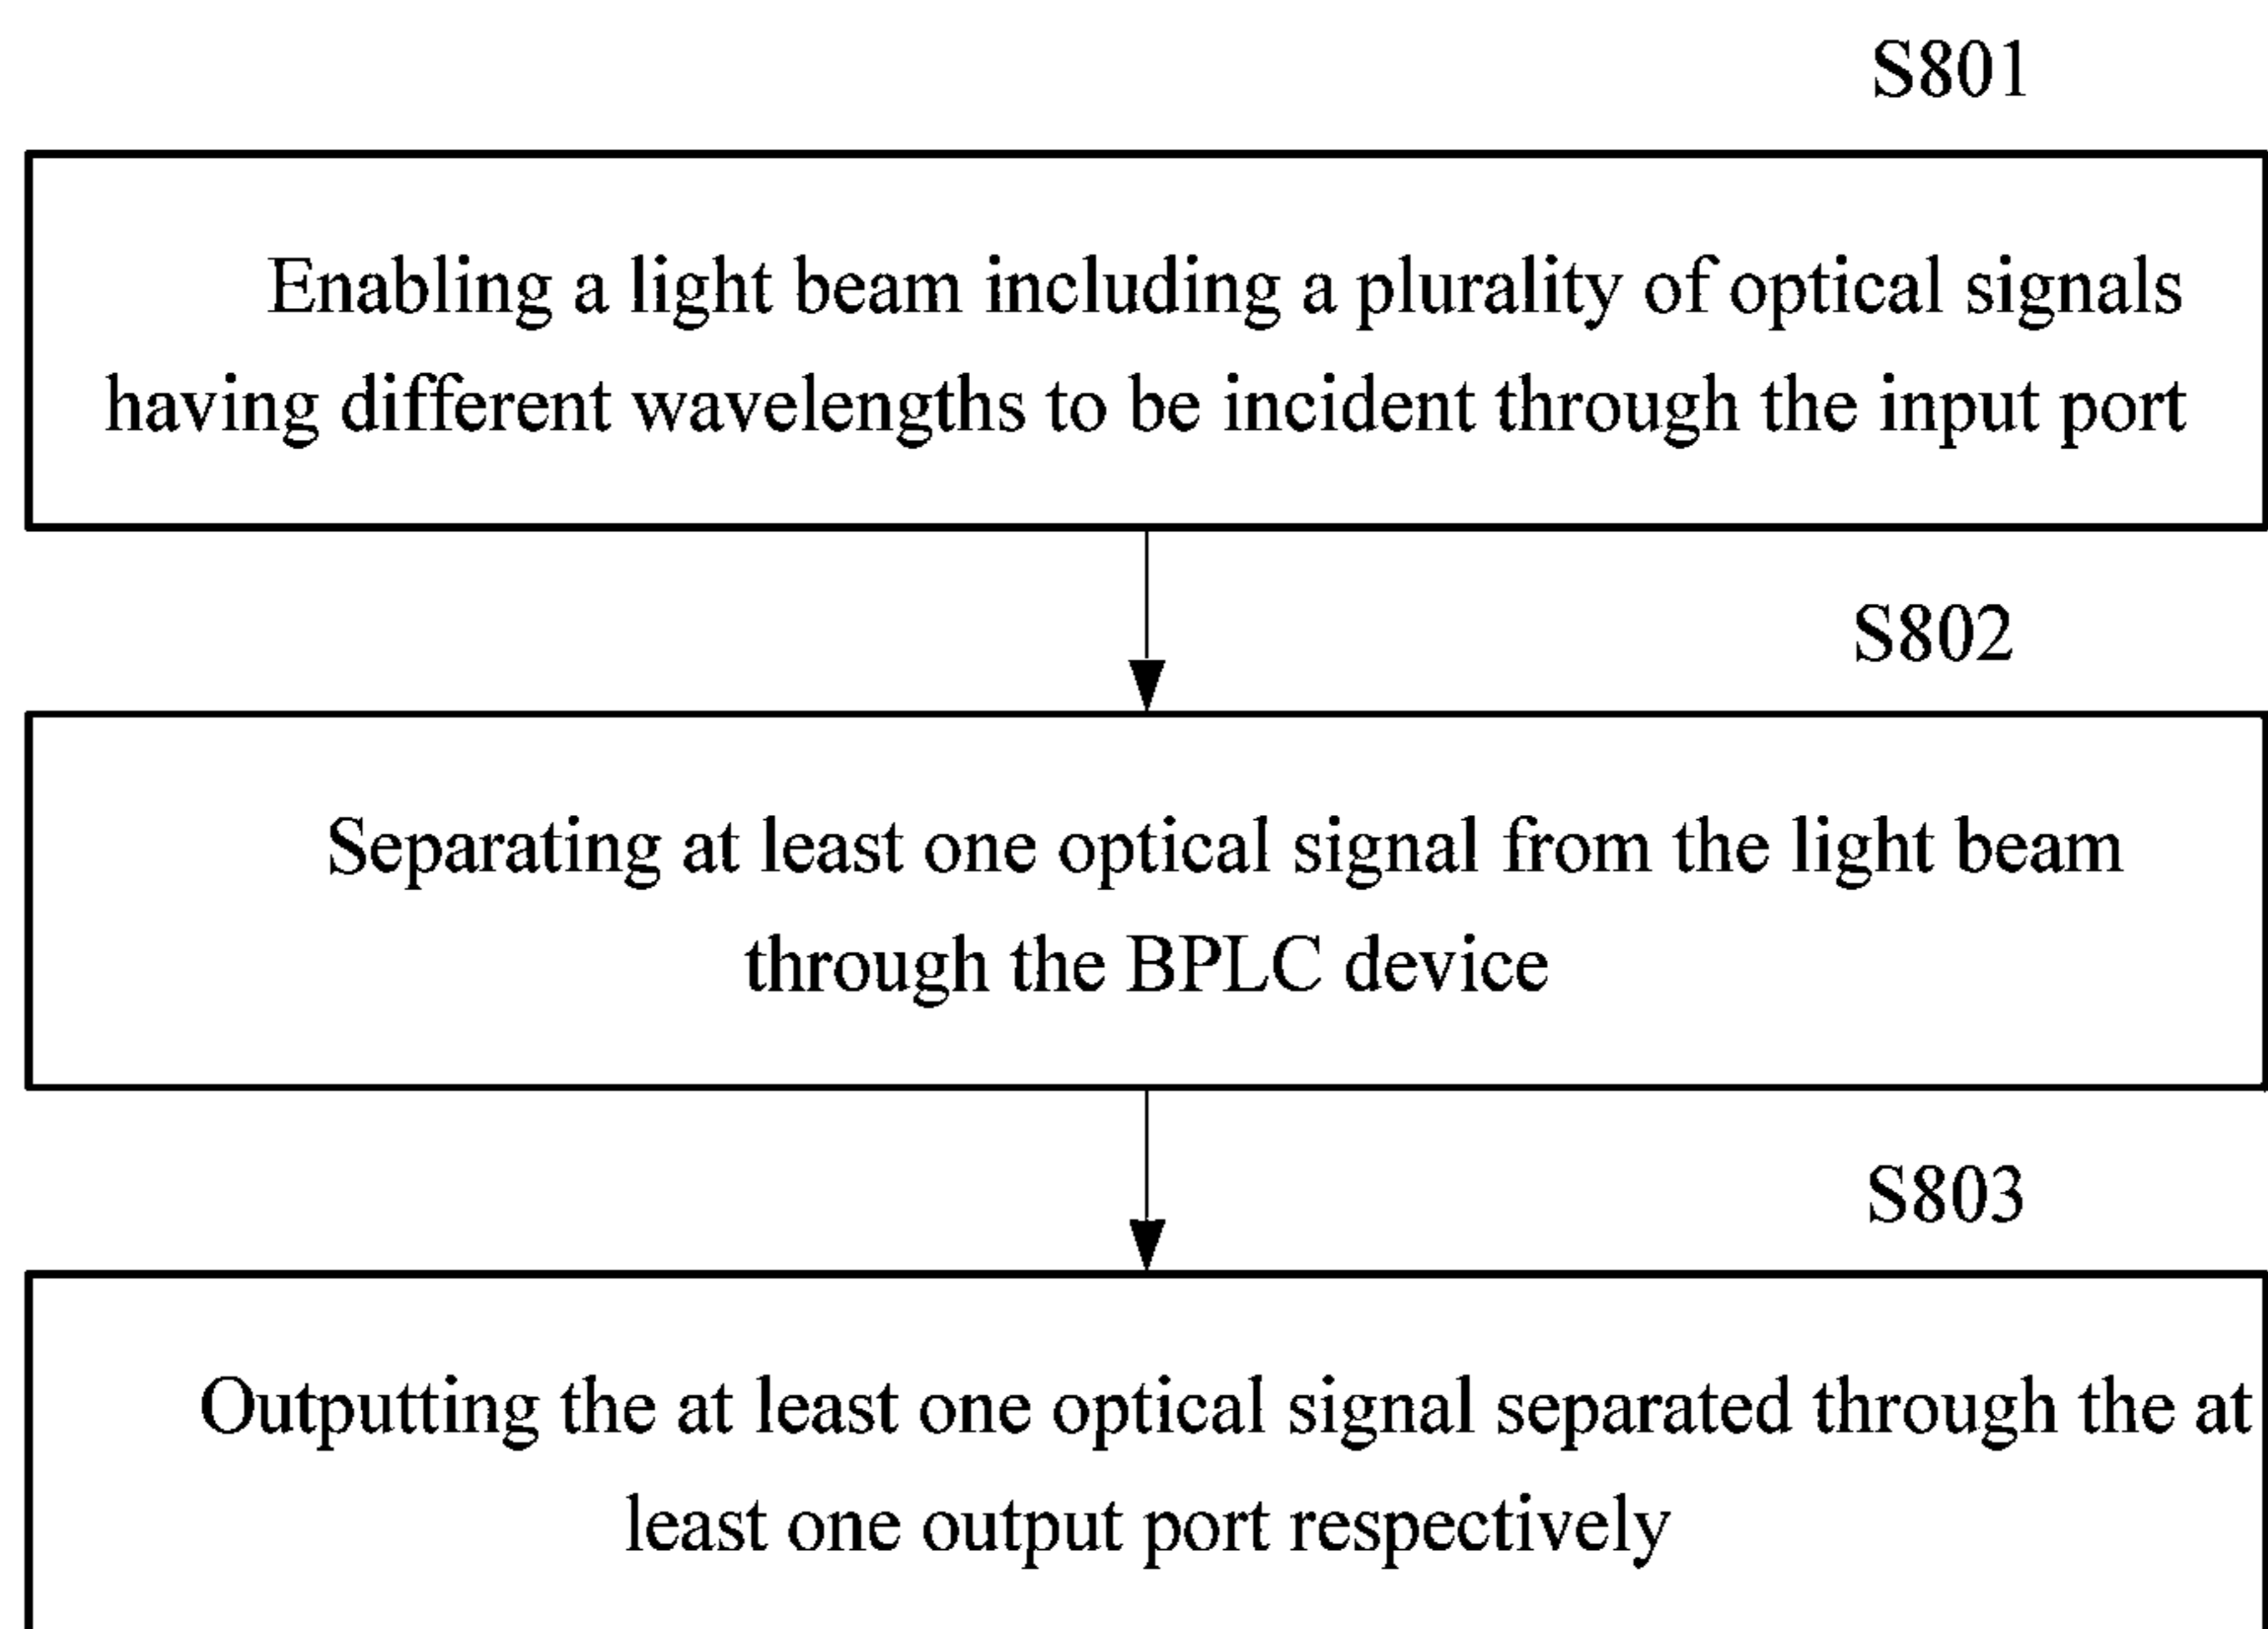 S801
Enabling a light beam including a plurality of optical signals
having different wavelengths to be incident through the input port
S802
Separating at least one optical signal from the light beam
through the BPLC device
S803
Outputting the at least one optical signal separated through the at
least one output port respectively